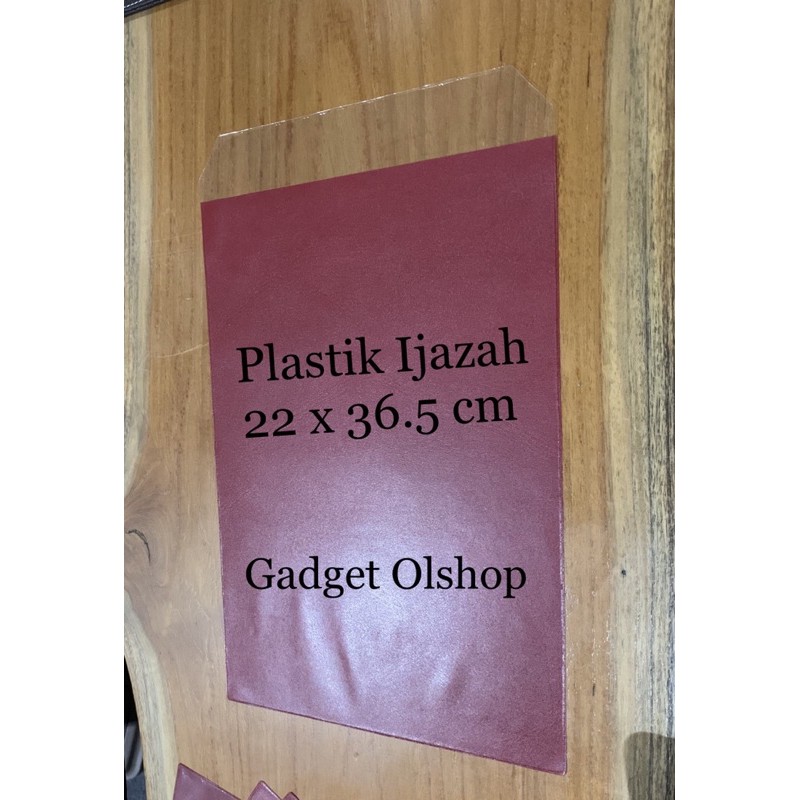 Plastik Ijazah
22 x 36.5 cm
Gadget Olshop